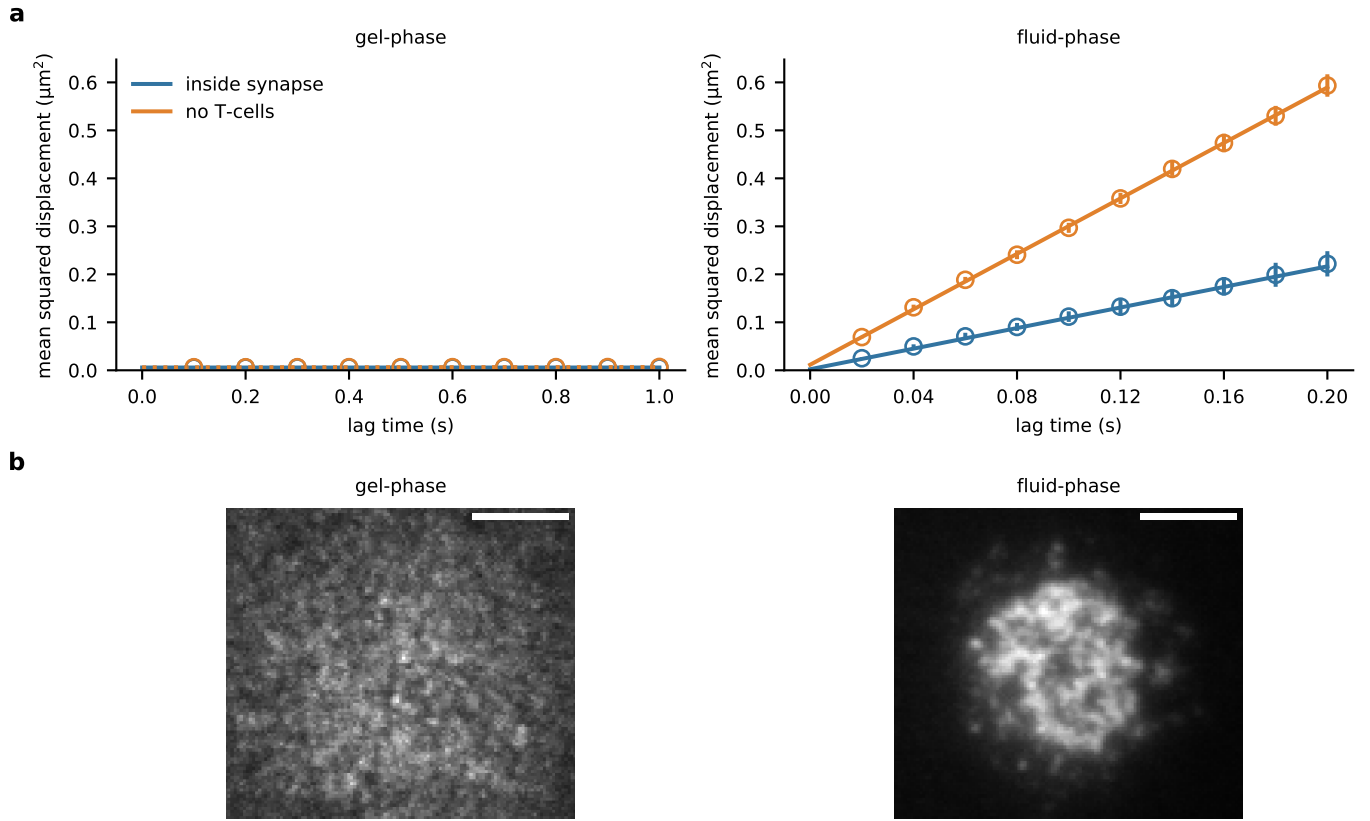 a
gel-phase
fluid-phase
mean squared displacement (µm²)
0.6
0.5
0.4
0.3
0.2
0.1
0.0
inside synapse
no T-cells
0.0 0.2 0.4 0.6 0.8 1.0
lag time (s)
mean squared displacement (µm²)
0.6
0.5
0.4
0.3
0.2
0.1
0.0
0.00 0.04 0.08 0.12 0.16 0.20
lag time (s)
b
gel-phase
fluid-phase